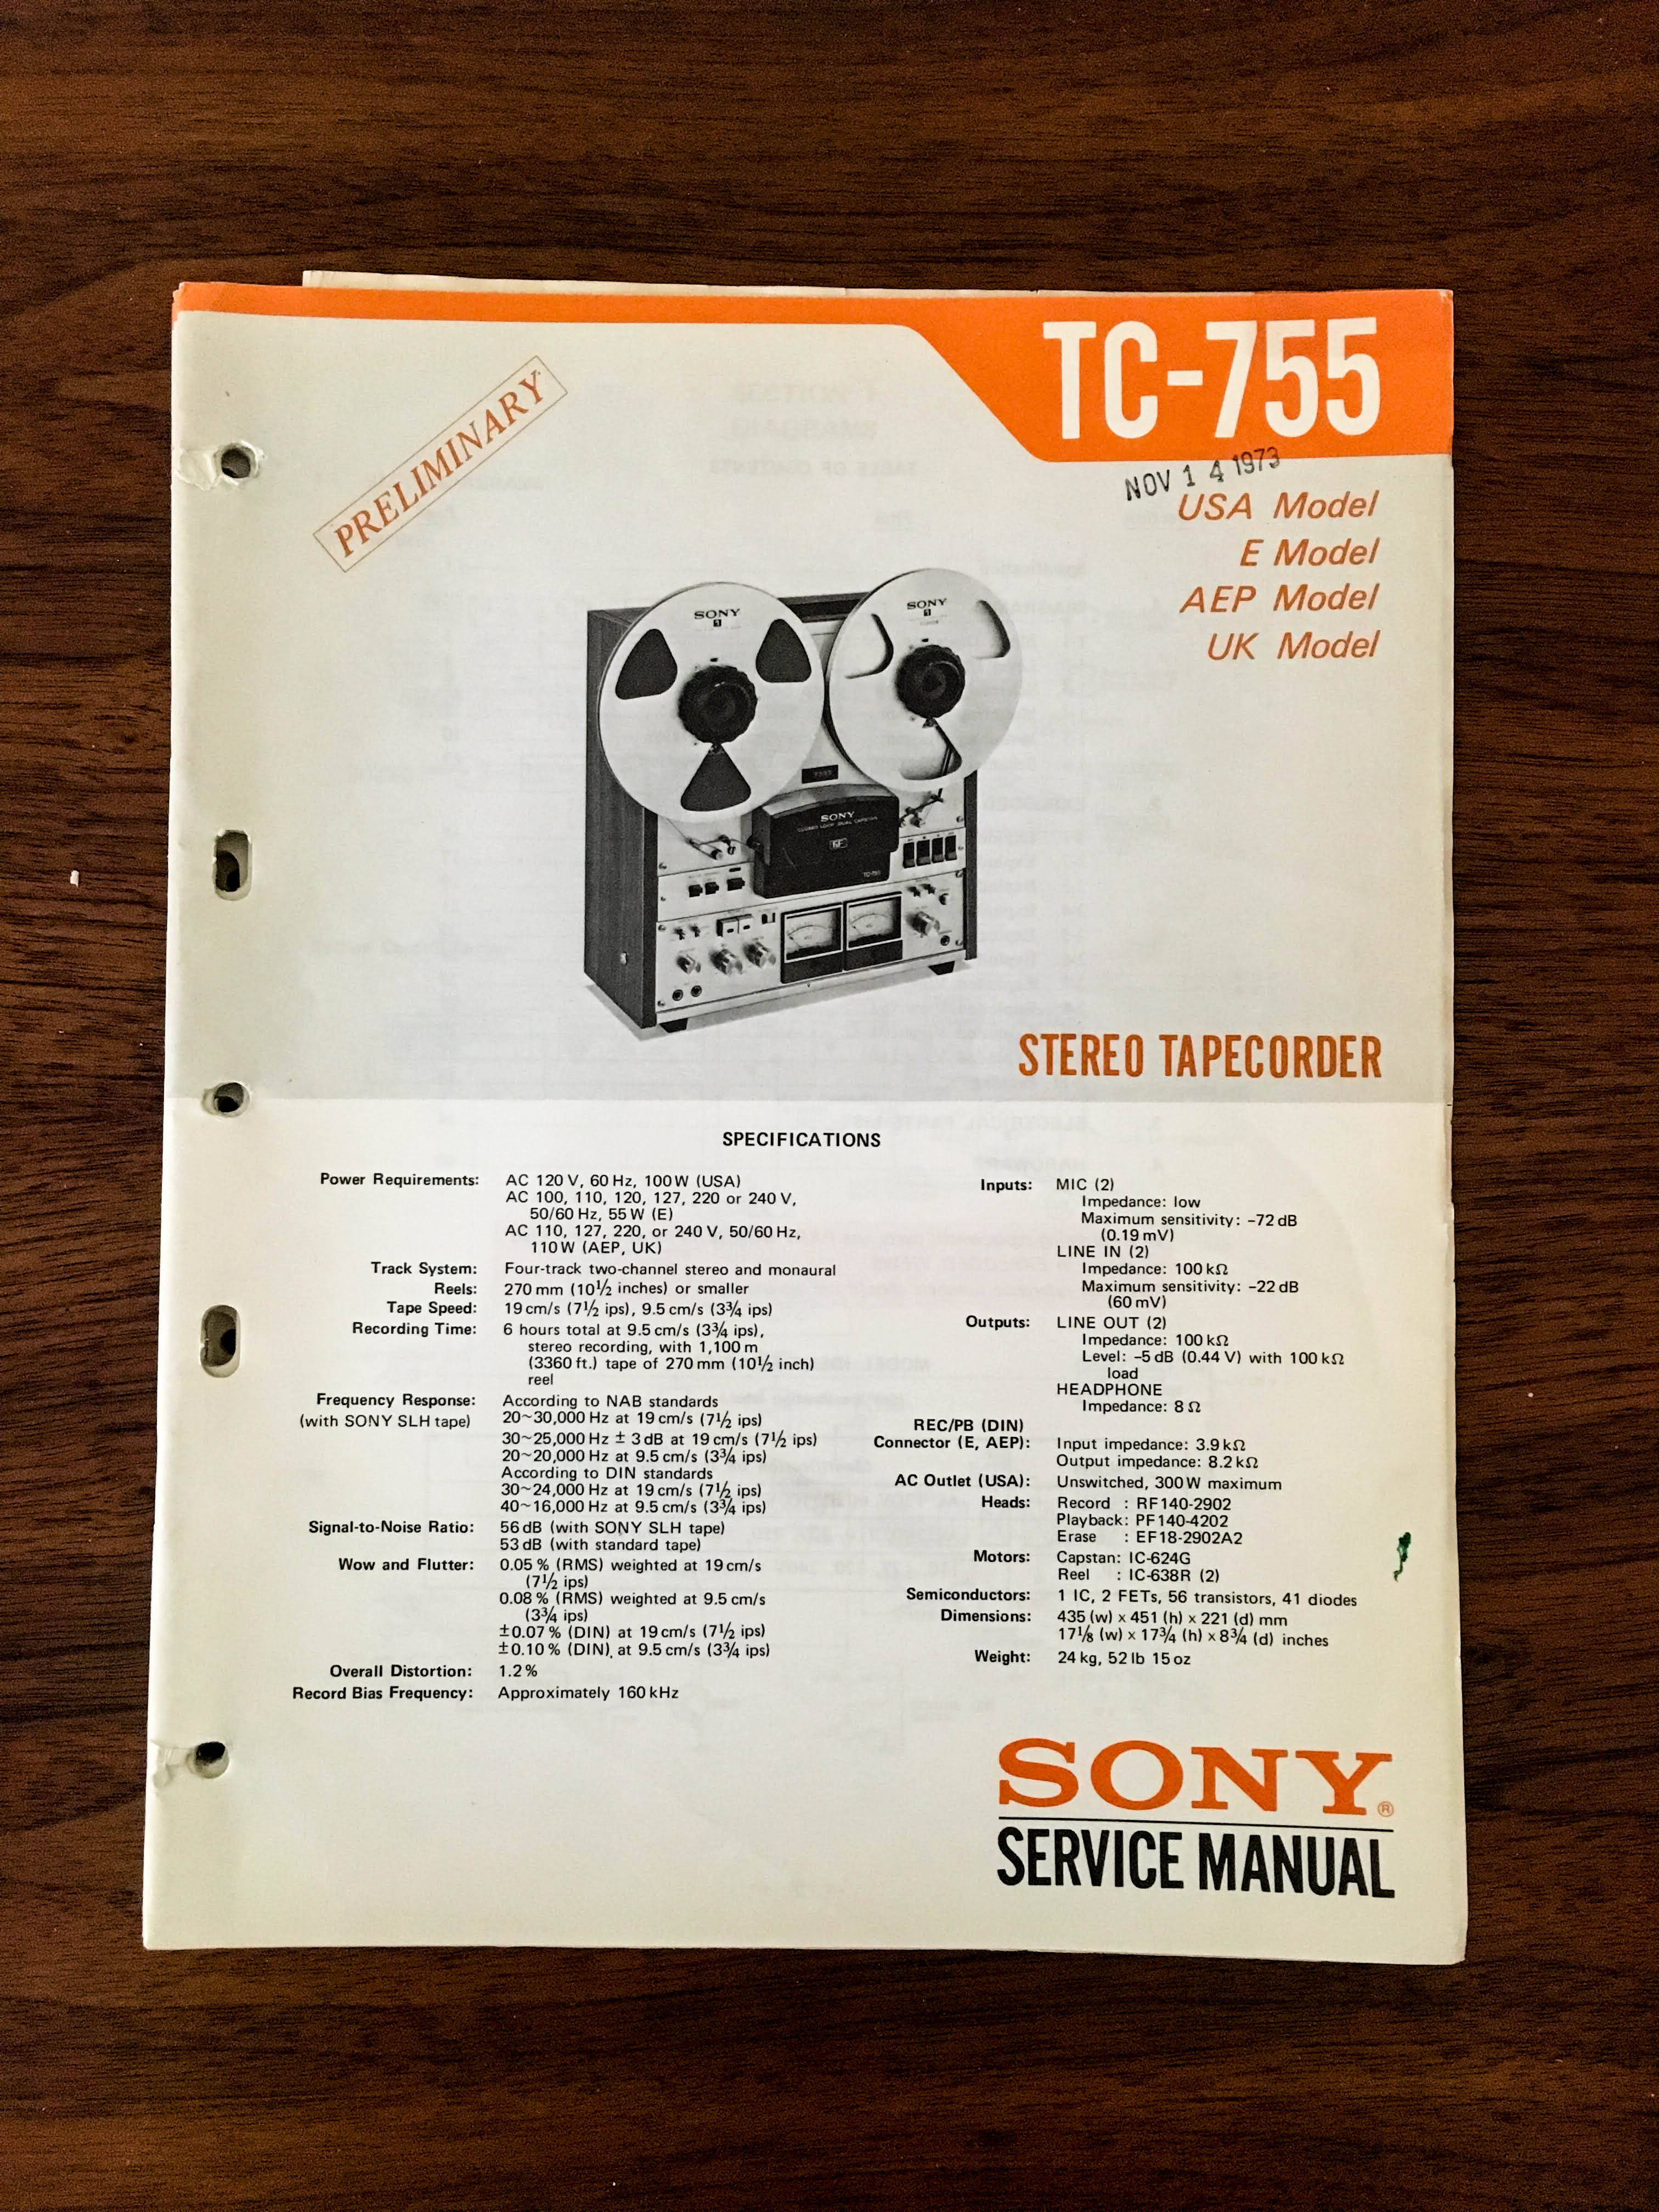 TC-755
PRELIMINARY
NOV 14 1973
USA Model
E Model
AEP Model
UK Model
SONY
SONY
SONY
CLOSED LOOP DUAL CAPSTAN
TC-755
STEREO TAPECORDER
SPECIFICATIONS
Power Requirements: AC 120 V, 60 Hz, 100 W (USA)
AC 100, 110, 120, 127, 220 or 240 V,
50/60 Hz, 55 W (E)
AC 110, 127, 220, or 240 V, 50/60 Hz,
110 W (AEP, UK)
Track System: Four-track two-channel stereo and monaural
Reels: 270 mm (10½ inches) or smaller
Tape Speed: 19 cm/s (7½ ips), 9.5 cm/s (3¾ ips)
Recording Time: 6 hours total at 9.5 cm/s (3¾ ips),
stereo recording, with 1,100 m
(3360 ft.) tape of 270 mm (10½ inch)
reel
Frequency Response: According to NAB standards
(with SONY SLH tape) 20~30,000 Hz at 19 cm/s (7½ ips)
30~25,000 Hz ± 3 dB at 19 cm/s (7½ ips)
20~20,000 Hz at 9.5 cm/s (3¾ ips)
According to DIN standards
30~24,000 Hz at 19 cm/s (7½ ips)
40~16,000 Hz at 9.5 cm/s (3¾ ips)
Signal-to-Noise Ratio: 56 dB (with SONY SLH tape)
53 dB (with standard tape)
Wow and Flutter: 0.05 % (RMS) weighted at 19 cm/s
(7½ ips)
0.08 % (RMS) weighted at 9.5 cm/s
(3¾ ips)
±0.07 % (DIN) at 19 cm/s (7½ ips)
±0.10 % (DIN) at 9.5 cm/s (3¾ ips)
Overall Distortion: 1.2 %
Record Bias Frequency: Approximately 160 kHz
Inputs: MIC (2)
Impedance: low
Maximum sensitivity: –72 dB
(0.19 mV)
LINE IN (2)
Impedance: 100 kΩ
Maximum sensitivity: –22 dB
(60 mV)
Outputs: LINE OUT (2)
Impedance: 100 kΩ
Level: –5 dB (0.44 V) with 100 kΩ
load
HEADPHONE
Impedance: 8 Ω
REC/PB (DIN)
Connector (E, AEP): Input impedance: 3.9 kΩ
Output impedance: 8.2 kΩ
AC Outlet (USA): Unswitched, 300 W maximum
Heads: Record : RF140-2902
Playback: PF140-4202
Erase : EF18-2902A2
Motors: Capstan: IC-624G
Reel : IC-638R (2)
Semiconductors: 1 IC, 2 FETs, 56 transistors, 41 diodes
Dimensions: 435 (w) x 451 (h) x 221 (d) mm
17⅛ (w) x 17¾ (h) x 8¾ (d) inches
Weight: 24 kg, 52 lb 15 oz
SONY®
SERVICE MANUAL